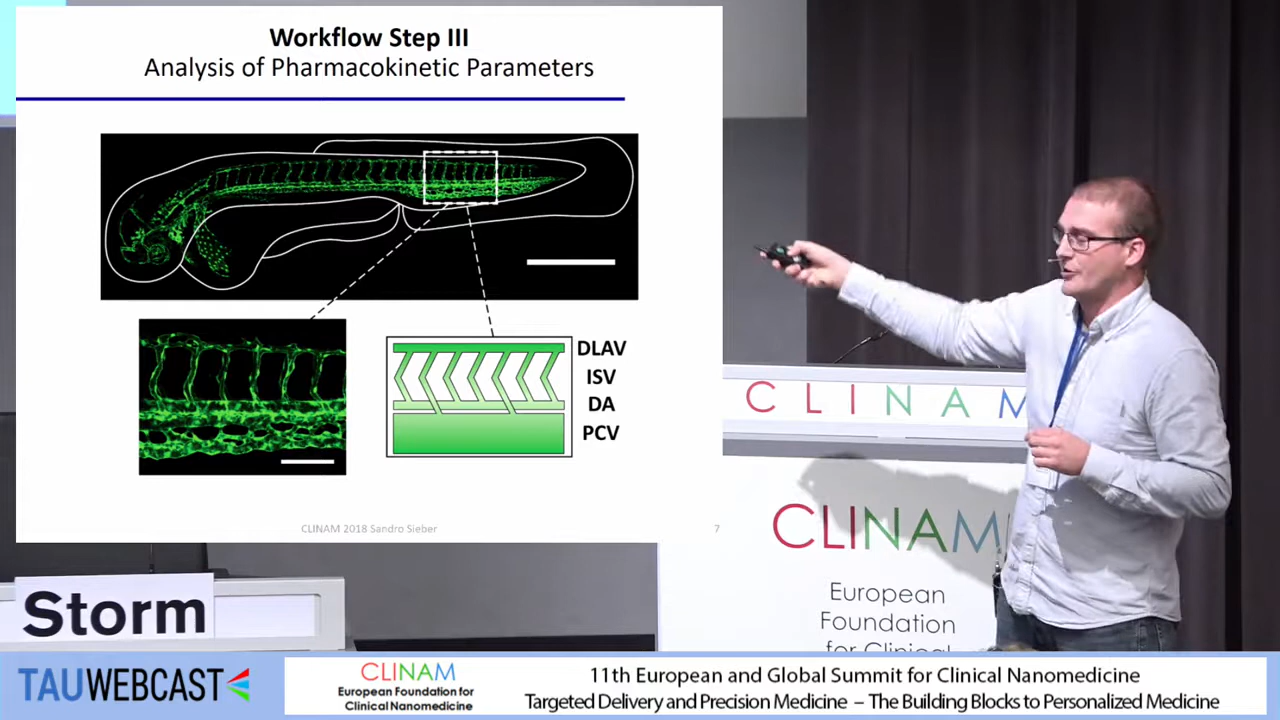 Workflow Step III
Analysis of Pharmacokinetic Parameters
DLAV
ISV
DA
PCV
CLINAM 2018 Sandro Sieber
7
CLINAM
CLINAM
European
Foundation
for Clinical
Storm
TAUWEBCAST
CLINAM
European Foundation for
Clinical Nanomedicine
11th European and Global Summit for Clinical Nanomedicine
Targeted Delivery and Precision Medicine – The Building Blocks to Personalized Medicine